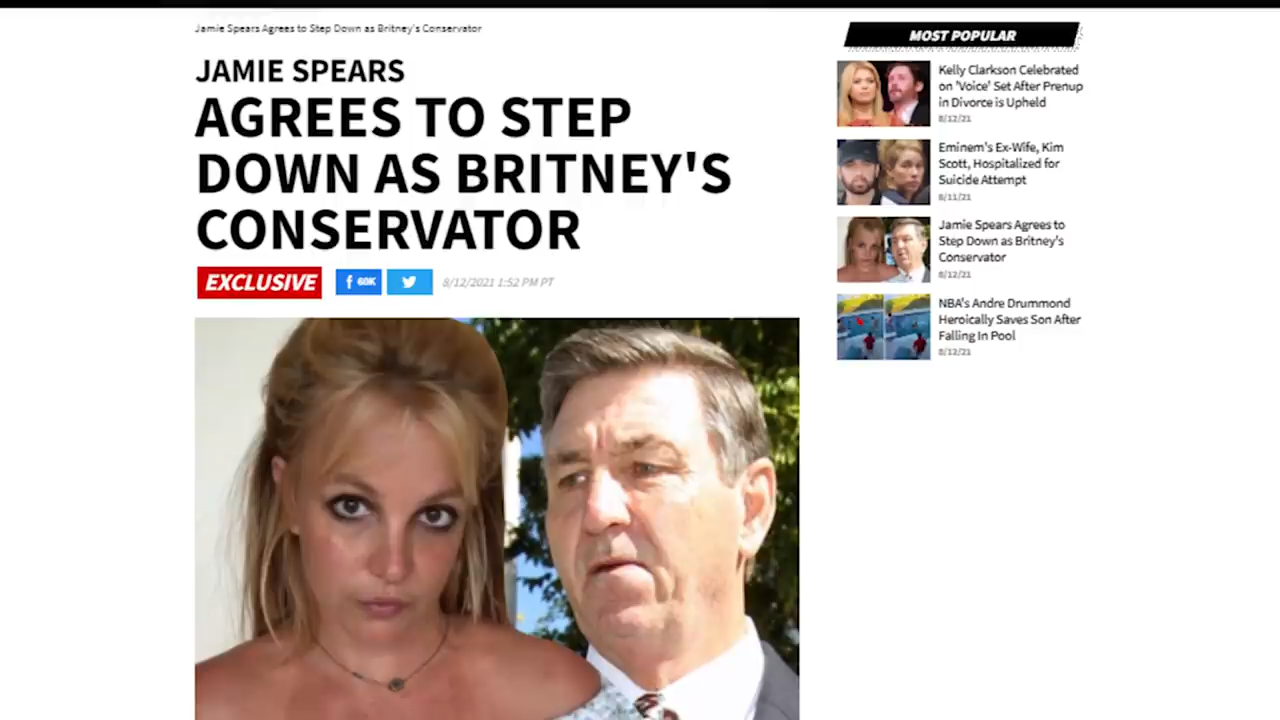 Jamie Spears Agrees to Step Down as Britney's Conservator
JAMIE SPEARS
AGREES TO STEP
DOWN AS BRITNEY'S
CONSERVATOR
EXCLUSIVE
f 60K
8/12/2021 1:52 PM PT
MOST POPULAR
Kelly Clarkson Celebrated
on 'Voice' Set After Prenup
in Divorce is Upheld
8/12/21
Eminem's Ex-Wife, Kim
Scott, Hospitalized for
Suicide Attempt
8/11/21
Jamie Spears Agrees to
Step Down as Britney's
Conservator
8/12/21
NBA's Andre Drummond
Heroically Saves Son After
Falling In Pool
8/12/21